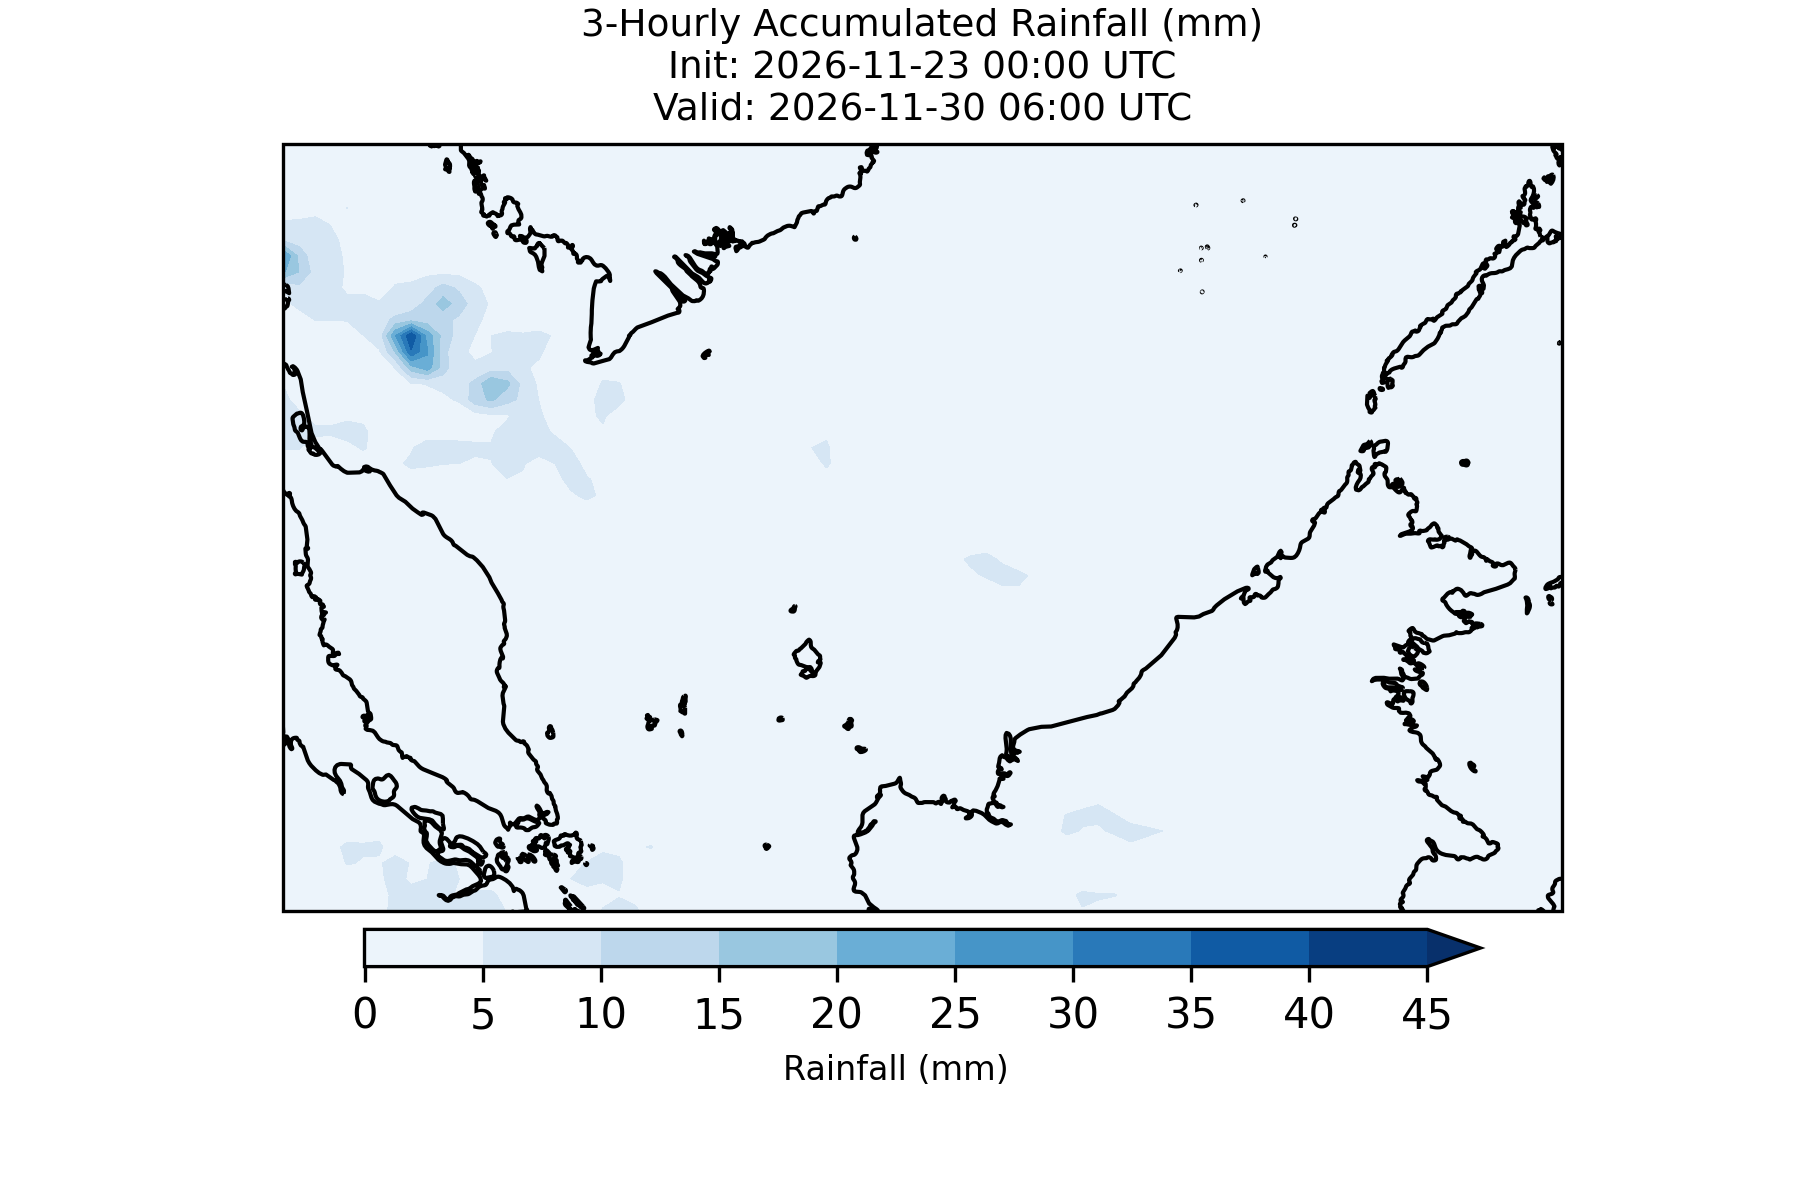 3-Hourly Accumulated Rainfall (mm)
Init: 2026-11-23 00:00 UTC
Valid: 2026-11-30 06:00 UTC
0 5 10 15 20 25 30 35 40 45
Rainfall (mm)